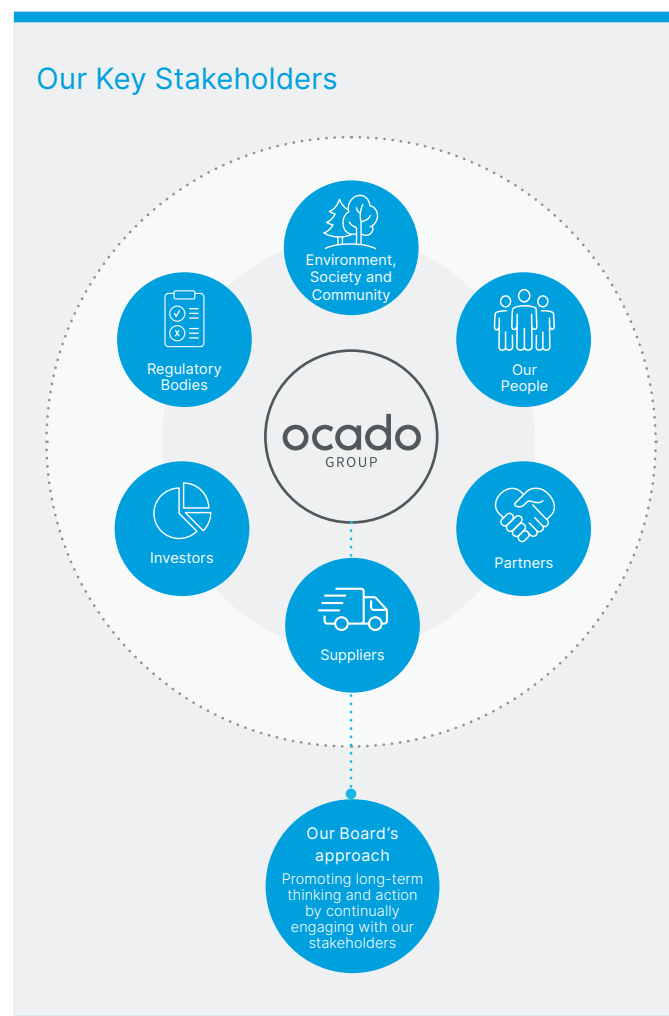 Our Key Stakeholders
Environment,
Society and
Community
Regulatory
Bodies
Our
People
ocado
GROUP
Investors
Partners
Suppliers
Our Board's
approach
Promoting long-term
thinking and action
by continually
engaging with our
stakeholders